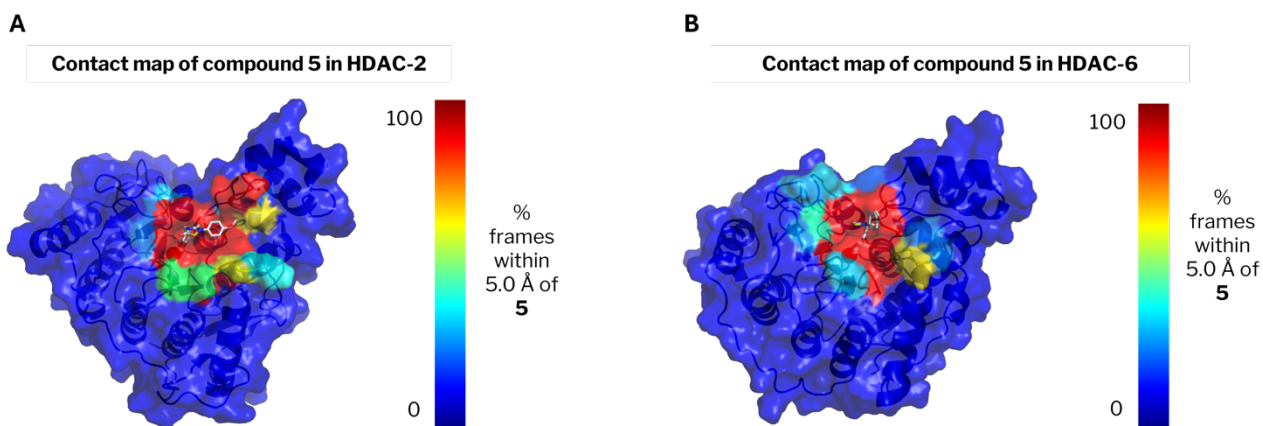 A
Contact map of compound 5 in HDAC-2
100
0
%
frames
within
5.0 Å of
5
B
Contact map of compound 5 in HDAC-6
100
0
%
frames
within
5.0 Å of
5